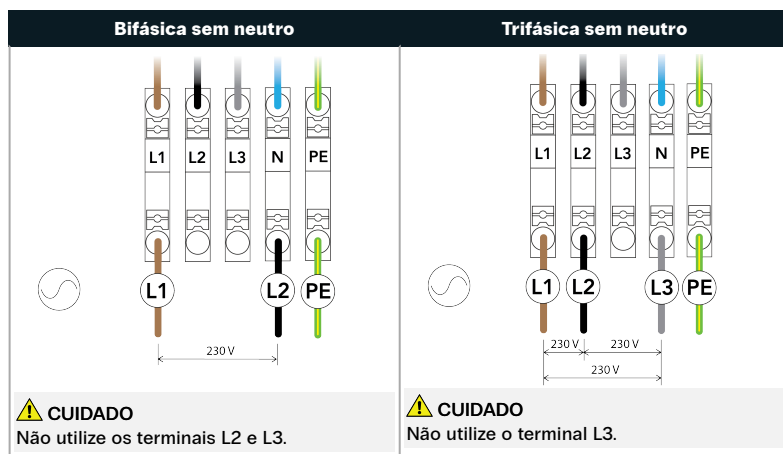 Bifásica sem neutro
L1 L2 L3 N PE
L1 L2 PE
230 V
CUIDADO
Não utilize os terminais L2 e L3.
Trifásica sem neutro
L1 L2 L3 N PE
L1 L2 L3 PE
230 V 230 V
230 V
CUIDADO
Não utilize o terminal L3.